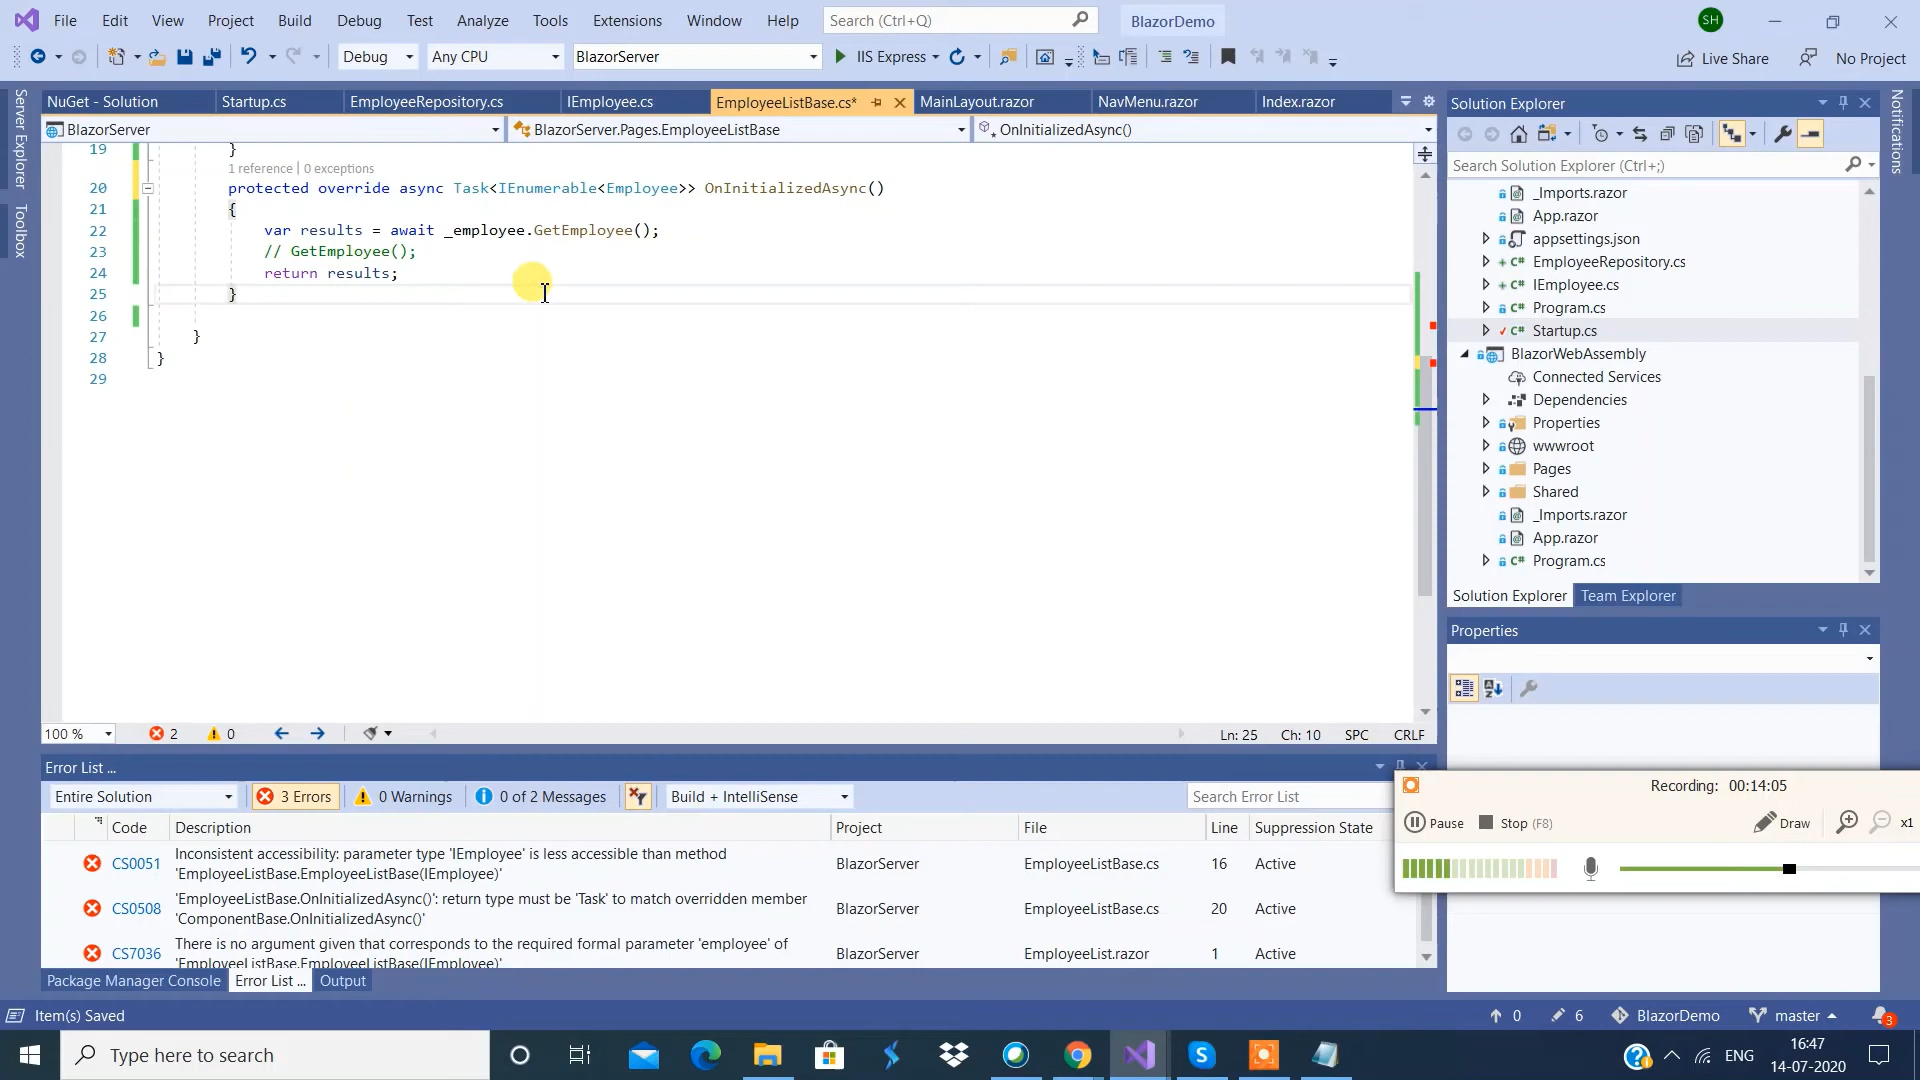 File Edit View Project Build Debug Test Analyze Tools Extensions Window Help Search (Ctrl+Q) BlazorDemo SH
Debug Any CPU BlazorServer IIS Express Live Share No Project
Server Explorer
Toolbox
NuGet - Solution Startup.cs EmployeeRepository.cs IEmployee.cs EmployeeListBase.cs* MainLayout.razor NavMenu.razor Index.razor
BlazorServer BlazorServer.Pages.EmployeeListBase OnInitializedAsync()
19 }
1 reference | 0 exceptions
20 protected override async Task<IEnumerable<Employee>> OnInitializedAsync()
21 {
22 var results = await _employee.GetEmployee();
23 // GetEmployee();
24 return results;
25 }
26
27 }
28 }
29
100 % 2 0 Ln: 25 Ch: 10 SPC CRLF
Solution Explorer
Search Solution Explorer (Ctrl+;)
_Imports.razor
App.razor
appsettings.json
C# EmployeeRepository.cs
C# IEmployee.cs
C# Program.cs
C# Startup.cs
BlazorWebAssembly
Connected Services
Dependencies
Properties
wwwroot
Pages
Shared
_Imports.razor
App.razor
C# Program.cs
Solution Explorer Team Explorer
Notifications
Properties
Error List ...
Entire Solution 3 Errors 0 Warnings 0 of 2 Messages Build + IntelliSense Search Error List
Code Description Project File Line Suppression State
CS0051 Inconsistent accessibility: parameter type 'IEmployee' is less accessible than method
'EmployeeListBase.EmployeeListBase(IEmployee)' BlazorServer EmployeeListBase.cs 16 Active
CS0508 'EmployeeListBase.OnInitializedAsync()': return type must be 'Task' to match overridden member
'ComponentBase.OnInitializedAsync()' BlazorServer EmployeeListBase.cs 20 Active
CS7036 There is no argument given that corresponds to the required formal parameter 'employee' of
'EmployeeListBase.EmployeeListBase(IEmployee)' BlazorServer EmployeeList.razor 1 Active
Package Manager Console Error List ... Output
Recording: 00:14:05
Pause Stop (F8) Draw x1
Item(s) Saved 0 6 BlazorDemo master 3
Type here to search ENG 16:47
14-07-2020